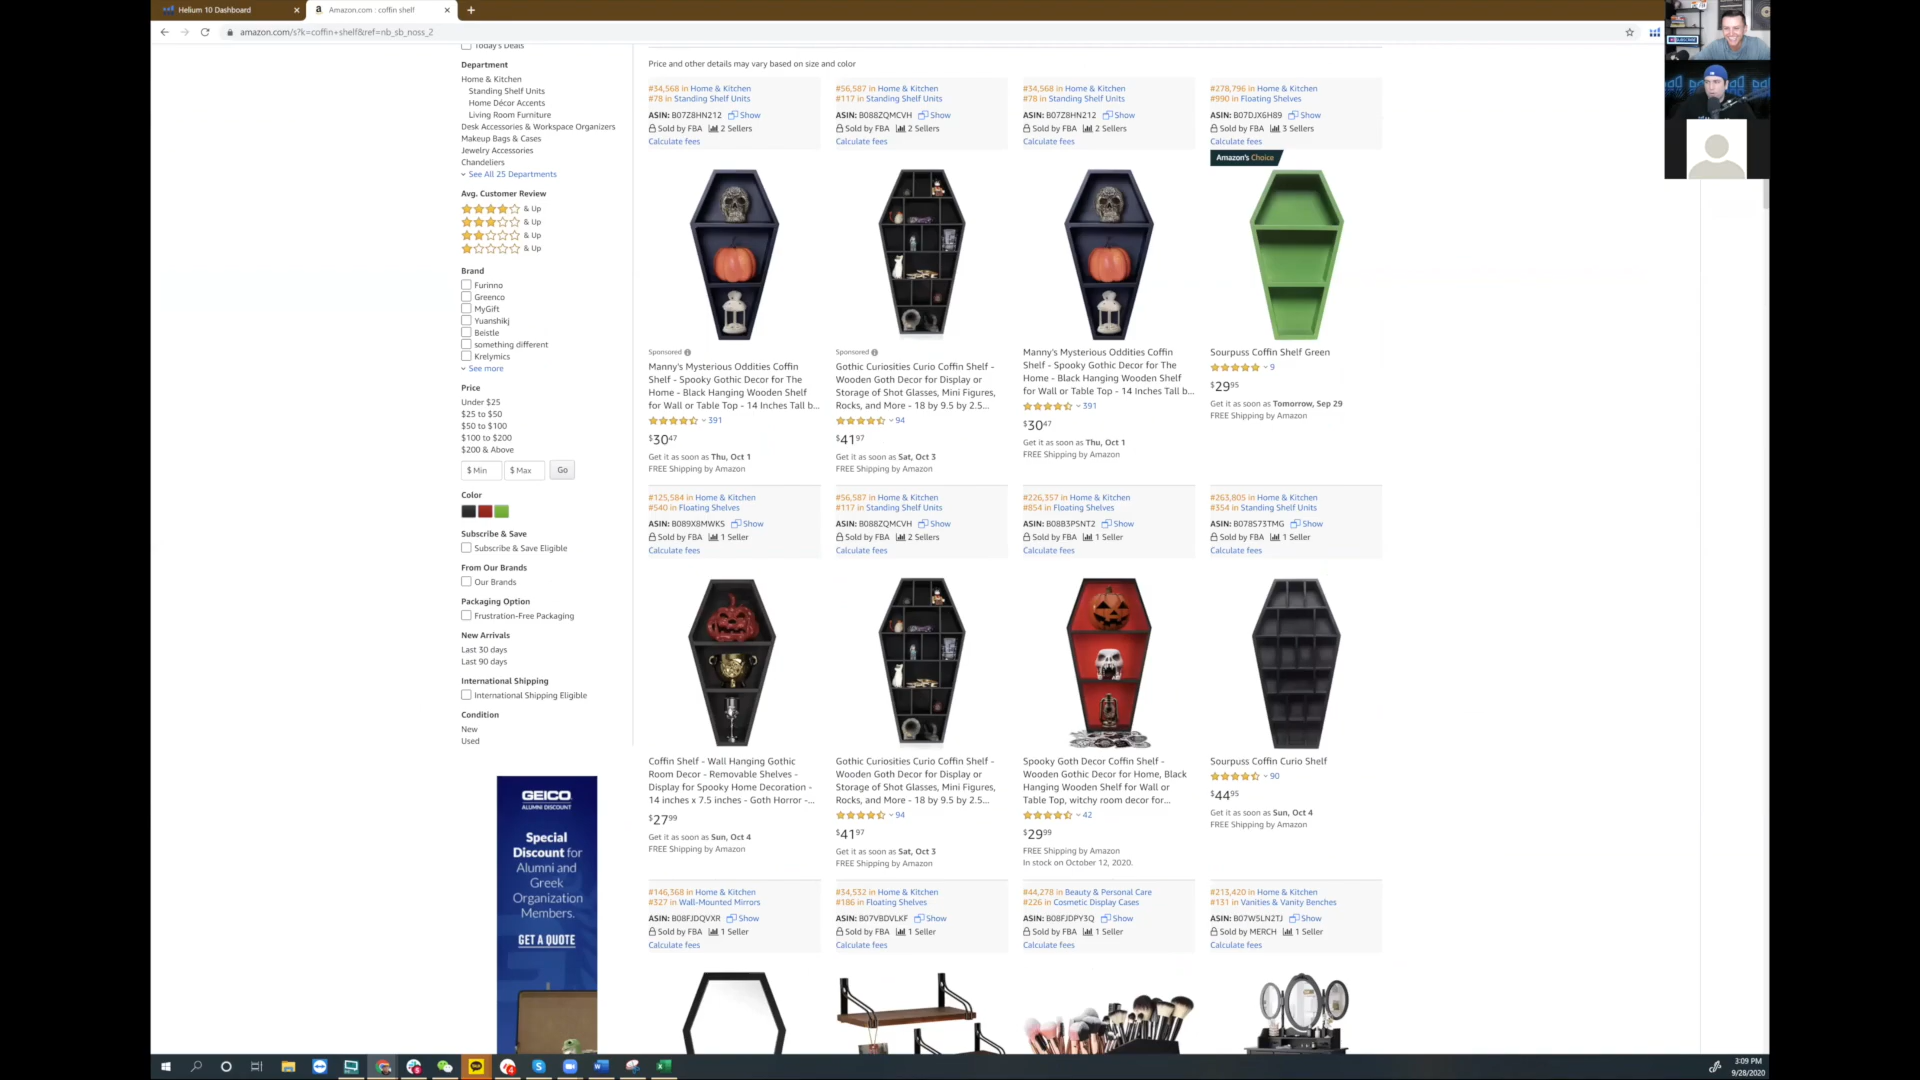 Helium 10 Dashboard
Amazon.com : coffin shelf
amazon.com/s?k=coffin+shelf&ref=nb_sb_noss_2
Today's Deals
Department
Home & Kitchen
Standing Shelf Units
Home Décor Accents
Living Room Furniture
Desk Accessories & Workspace Organizers
Makeup Bags & Cases
Jewelry Accessories
Chandeliers
See All 25 Departments
Avg. Customer Review
& Up
& Up
& Up
& Up
Brand
Furinno
Greenco
MyGift
Yuanshikj
Beistle
something different
Krelymics
See more
Price
Under $25
$25 to $50
$50 to $100
$100 to $200
$200 & Above
$ Min $ Max Go
Color
Subscribe & Save
Subscribe & Save Eligible
From Our Brands
Our Brands
Packaging Option
Frustration-Free Packaging
New Arrivals
Last 30 days
Last 90 days
International Shipping
International Shipping Eligible
Condition
New
Used
GEICO
ALUMNI DISCOUNT
Special
Discount for
Alumni and
Greek
Organization
Members.
GET A QUOTE
Price and other details may vary based on size and color
#34,568 in Home & Kitchen
#78 in Standing Shelf Units
ASIN: B07Z8HN212 Show
Sold by FBA 2 Sellers
Calculate fees
Sponsored
Manny's Mysterious Oddities Coffin
Shelf - Spooky Gothic Decor for The
Home - Black Hanging Wooden Shelf
for Wall or Table Top - 14 Inches Tall b...
391
$30 47
Get it as soon as Thu, Oct 1
FREE Shipping by Amazon
#56,587 in Home & Kitchen
#117 in Standing Shelf Units
ASIN: B088ZQMCVH Show
Sold by FBA 2 Sellers
Calculate fees
Sponsored
Gothic Curiosities Curio Coffin Shelf -
Wooden Goth Decor for Display or
Storage of Shot Glasses, Mini Figures,
Rocks, and More - 18 by 9.5 by 2.5...
94
$41 97
Get it as soon as Sat, Oct 3
FREE Shipping by Amazon
#34,568 in Home & Kitchen
#78 in Standing Shelf Units
ASIN: B07Z8HN212 Show
Sold by FBA 2 Sellers
Calculate fees
Manny's Mysterious Oddities Coffin
Shelf - Spooky Gothic Decor for The
Home - Black Hanging Wooden Shelf
for Wall or Table Top - 14 Inches Tall b...
391
$30 47
Get it as soon as Thu, Oct 1
FREE Shipping by Amazon
#278,796 in Home & Kitchen
#990 in Floating Shelves
ASIN: B07DJX6H89 Show
Sold by FBA 3 Sellers
Calculate fees
Amazon's Choice
Sourpuss Coffin Shelf Green
9
$29 95
Get it as soon as Tomorrow, Sep 29
FREE Shipping by Amazon
#125,584 in Home & Kitchen
#540 in Floating Shelves
ASIN: B089X8MWKS Show
Sold by FBA 1 Seller
Calculate fees
Coffin Shelf - Wall Hanging Gothic
Room Decor - Removable Shelves -
Display for Spooky Home Decoration -
14 inches x 7.5 inches - Goth Horror -...
$27 99
Get it as soon as Sun, Oct 4
FREE Shipping by Amazon
#56,587 in Home & Kitchen
#117 in Standing Shelf Units
ASIN: B088ZQMCVH Show
Sold by FBA 2 Sellers
Calculate fees
Gothic Curiosities Curio Coffin Shelf -
Wooden Goth Decor for Display or
Storage of Shot Glasses, Mini Figures,
Rocks, and More - 18 by 9.5 by 2.5...
94
$41 97
Get it as soon as Sat, Oct 3
FREE Shipping by Amazon
#226,357 in Home & Kitchen
#854 in Floating Shelves
ASIN: B08B3PSNT2 Show
Sold by FBA 1 Seller
Calculate fees
Spooky Goth Decor Coffin Shelf -
Wooden Gothic Decor for Home, Black
Hanging Wooden Shelf for Wall or
Table Top, witchy room decor for...
42
$29 99
FREE Shipping by Amazon
In stock on October 12, 2020.
#263,805 in Home & Kitchen
#354 in Standing Shelf Units
ASIN: B078S73TMG Show
Sold by FBA 1 Seller
Calculate fees
Sourpuss Coffin Curio Shelf
90
$44 95
Get it as soon as Sun, Oct 4
FREE Shipping by Amazon
#146,368 in Home & Kitchen
#327 in Wall-Mounted Mirrors
ASIN: B08FJDQVXR Show
Sold by FBA 1 Seller
Calculate fees
#34,532 in Home & Kitchen
#186 in Floating Shelves
ASIN: B07VBDVLKF Show
Sold by FBA 1 Seller
Calculate fees
#44,278 in Beauty & Personal Care
#226 in Cosmetic Display Cases
ASIN: B08FJDPY3Q Show
Sold by FBA 1 Seller
Calculate fees
#213,420 in Home & Kitchen
#131 in Vanities & Vanity Benches
ASIN: B07W5LN2TJ Show
Sold by MERCH 1 Seller
Calculate fees
3:09 PM
9/28/2020